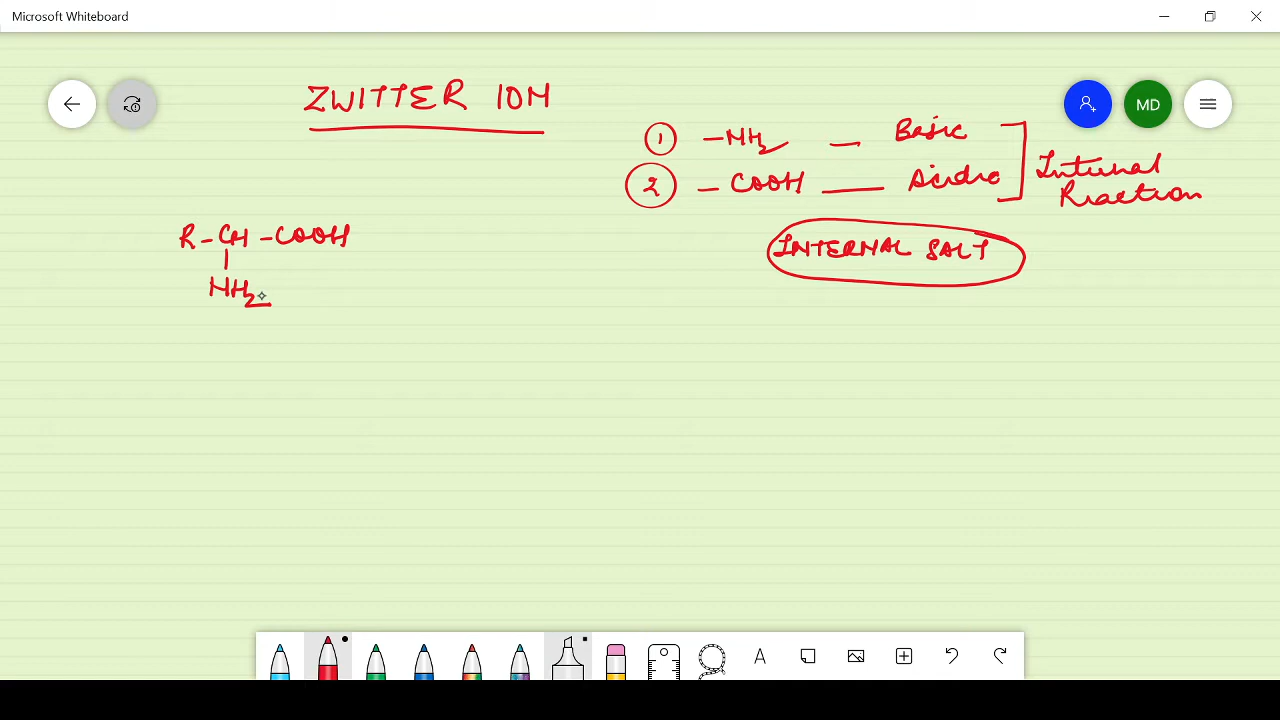 Microsoft Whiteboard
ZWITTER ION
MD
① -NH₂ — Basic
② - COOH — Acidic
Internal
Reaction
INTERNAL SALT
R - CH - COOH
|
NH₂
A